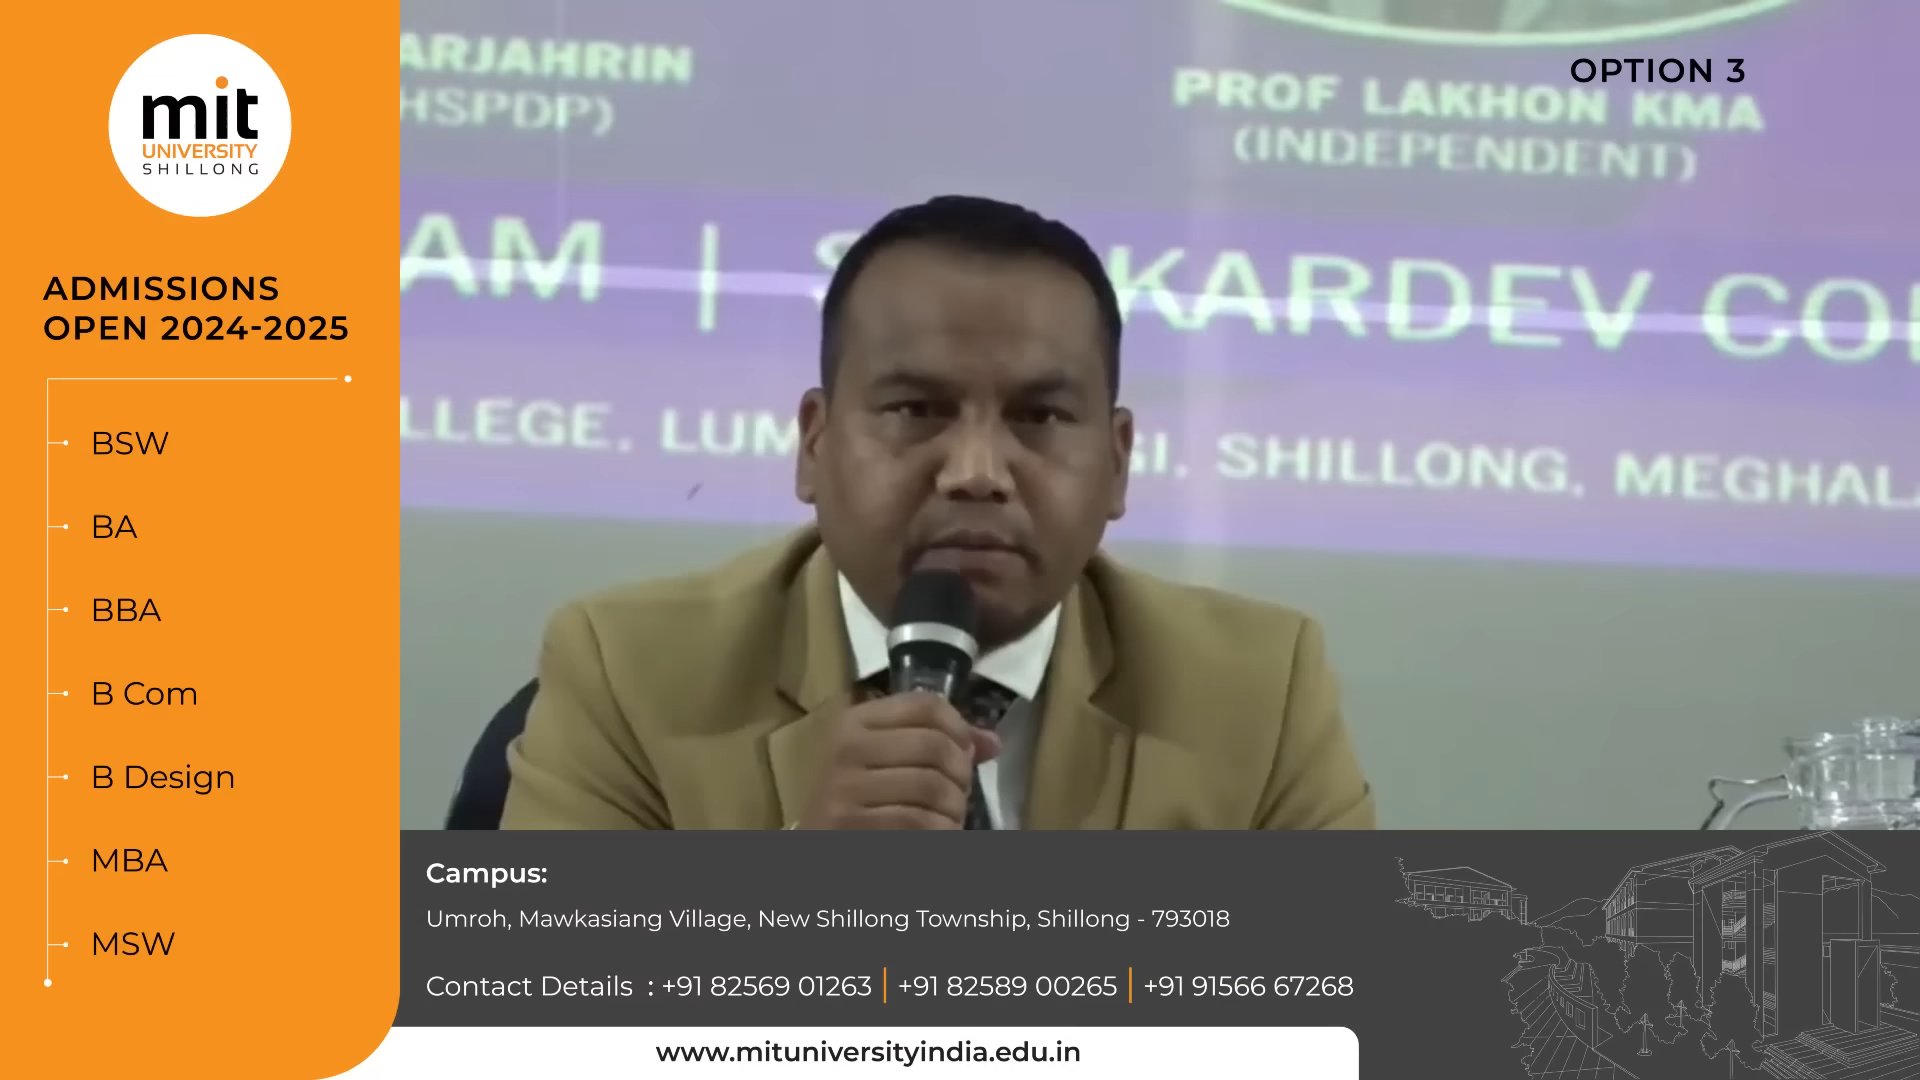 mit
UNIVERSITY
SHILLONG
ADMISSIONS
OPEN 2024-2025
BSW
BA
BBA
B Com
B Design
MBA
MSW
OPTION 3
ARJAHRIN
HSPDP)
PROF LAKHON KMA
(INDEPENDENT)
AM | S KARDEV CO
LLEGE, LUM SI, SHILLONG, MEGHAL
Campus:
Umroh, Mawkasiang Village, New Shillong Township, Shillong - 793018
Contact Details : +91 82569 01263 | +91 82589 00265 | +91 91566 67268
www.mituniversityindia.edu.in